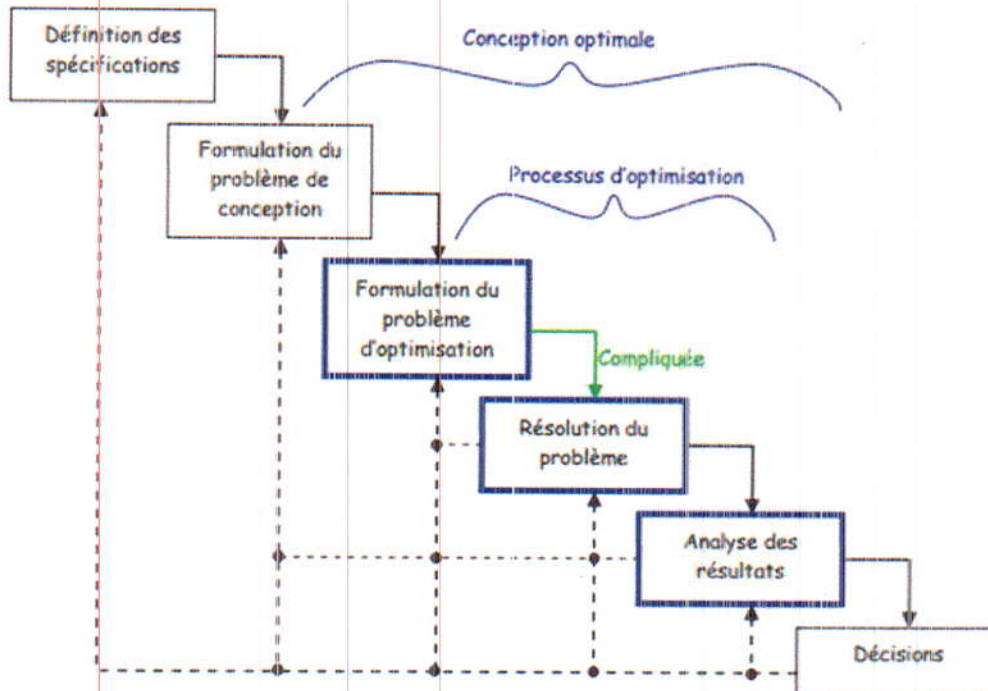 Définition des
spécifications
Conception optimale
Formulation du
problème de
conception
Processus d'optimisation
Formulation du
problème
d'optimisation
Compliquée
Résolution du
problème
Analyse des
résultats
Décisions